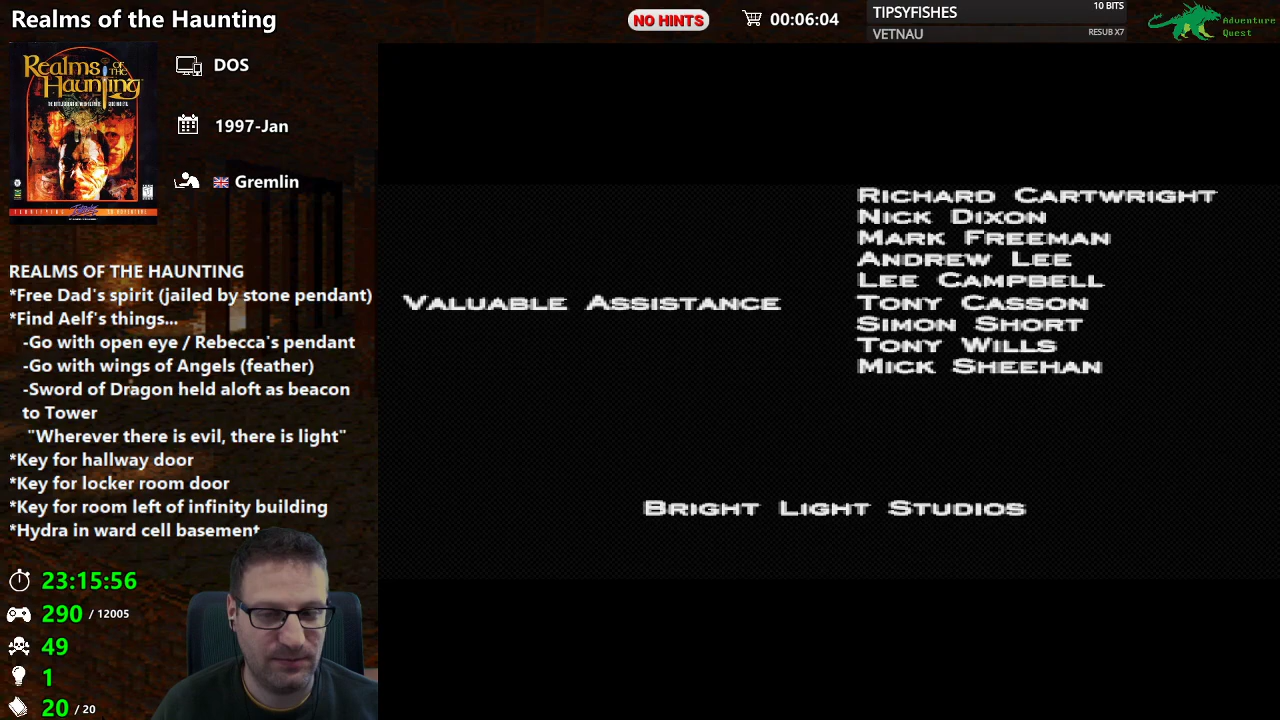 Realms of the Haunting
NO HINTS
00:06:04
TIPSYFISHES
10 BITS
VETNAU
RESUB X7
Adventure
Quest
Realms OF THE
Haunting
DOS
1997-Jan
Gremlin
REALMS OF THE HAUNTING
*Free Dad's spirit (jailed by stone pendant)
*Find Aelf's things...
-Go with open eye / Rebecca's pendant
-Go with wings of Angels (feather)
-Sword of Dragon held aloft as beacon
to Tower
"Wherever there is evil, there is light"
*Key for hallway door
*Key for locker room door
*Key for room left of infinity building
*Hydra in ward cell basement
23:15:56
290 / 12005
49
1
20 / 20
Richard Cartwright
Nick Dixon
Mark Freeman
Andrew Lee
Lee Campbell
Valuable Assistance
Tony Casson
Simon Short
Tony Wills
Mick Sheehan
Bright Light Studios